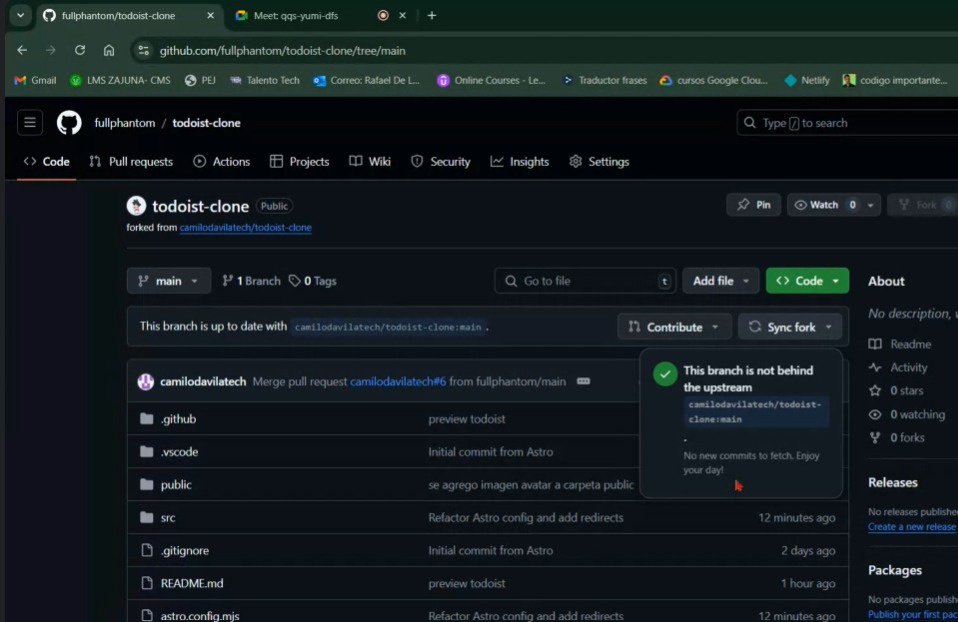 fullphantom/todoist-clone
Meet: qqs-yumi-dfs
github.com/fullphantom/todoist-clone/tree/main
Gmail
LMS ZAJUNA- CMS
PEJ
Talento Tech
Correo: Rafael De L...
Online Courses - Le...
Traductor frases
cursos Google Clou...
Netlify
codigo importante...
fullphantom / todoist-clone
Type / to search
Code
Pull requests
Actions
Projects
Wiki
Security
Insights
Settings
todoist-clone Public
Pin
Watch 0
Fork 0
forked from camilodavilatech/todoist-clone
main
1 Branch
0 Tags
Go to file t
Add file
Code
About
This branch is up to date with camilodavilatech/todoist-clone:main .
Contribute
Sync fork
No description,
This branch is not behind
the upstream
camilodavilatech/todoist-
clone:main
.
No new commits to fetch. Enjoy
your day!
camilodavilatech Merge pull request camilodavilatech#6 from fullphantom/main
.github preview todoist
.vscode Initial commit from Astro
public se agrego imagen avatar a carpeta public
src Refactor Astro config and add redirects 12 minutes ago
.gitignore Initial commit from Astro 2 days ago
README.md preview todoist 1 hour ago
astro.config.mjs Refactor Astro config and add redirects 12 minutes ago
Readme
Activity
0 stars
0 watching
0 forks
Releases
No releases publishe
Create a new release
Packages
No packages publish
Publish your first pac